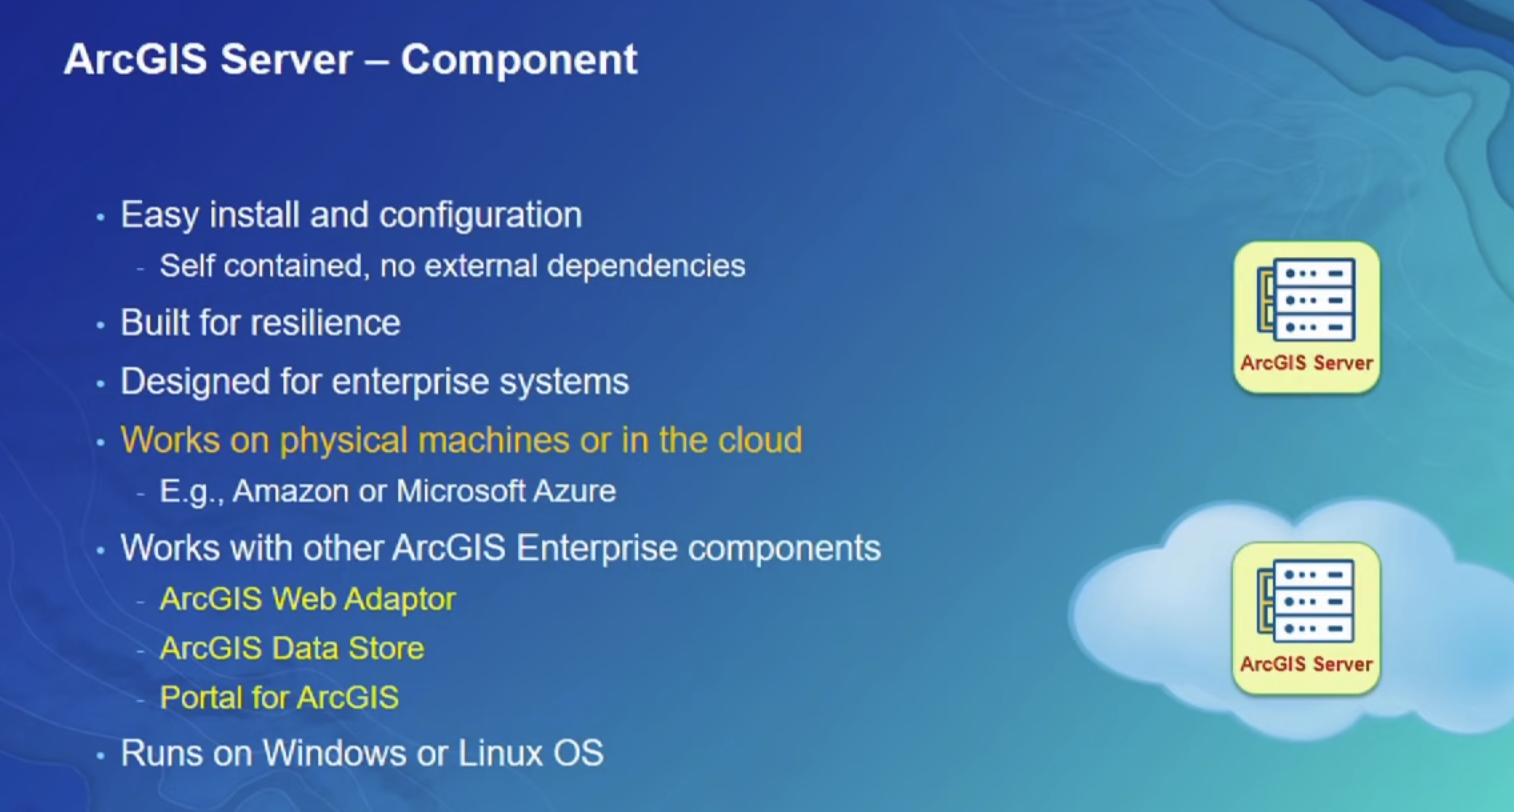 ArcGIS Server – Component
• Easy install and configuration
- Self contained, no external dependencies
• Built for resilience
• Designed for enterprise systems
• Works on physical machines or in the cloud
- E.g., Amazon or Microsoft Azure
• Works with other ArcGIS Enterprise components
- ArcGIS Web Adaptor
- ArcGIS Data Store
- Portal for ArcGIS
• Runs on Windows or Linux OS
ArcGIS Server
ArcGIS Server